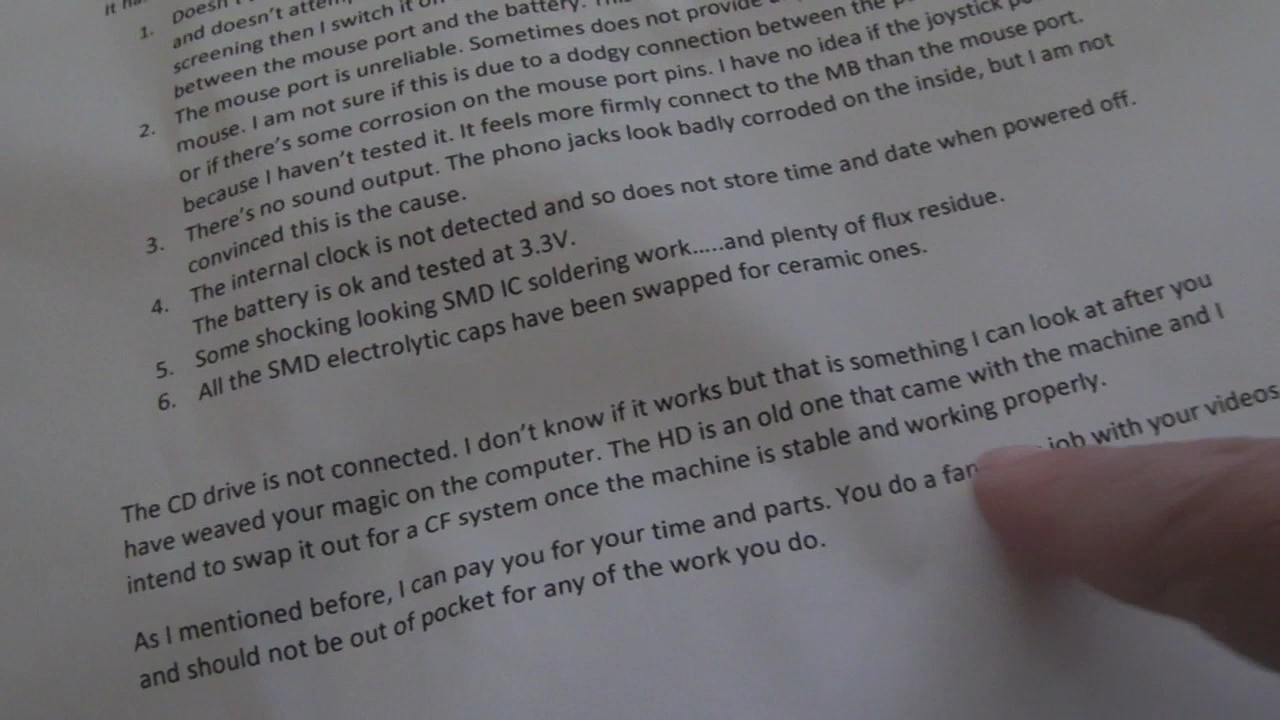 it ha
1. Doesn't
and doesn't attem
screening then I switch it on
between the mouse port and the battery.
2. The mouse port is unreliable. Sometimes does not provide
mouse. I am not sure if this is due to a dodgy connection between the
or if there's some corrosion on the mouse port pins. I have no idea if the joystick
because I haven't tested it. It feels more firmly connect to the MB than the mouse port.
3. There's no sound output. The phono jacks look badly corroded on the inside, but I am not
convinced this is the cause.
4. The internal clock is not detected and so does not store time and date when powered off.
The battery is ok and tested at 3.3V.
5. Some shocking looking SMD IC soldering work.....and plenty of flux residue.
6. All the SMD electrolytic caps have been swapped for ceramic ones.
The CD drive is not connected. I don't know if it works but that is something I can look at after you
have weaved your magic on the computer. The HD is an old one that came with the machine and I
intend to swap it out for a CF system once the machine is stable and working properly.
As I mentioned before, I can pay you for your time and parts. You do a fan job with your videos
and should not be out of pocket for any of the work you do.